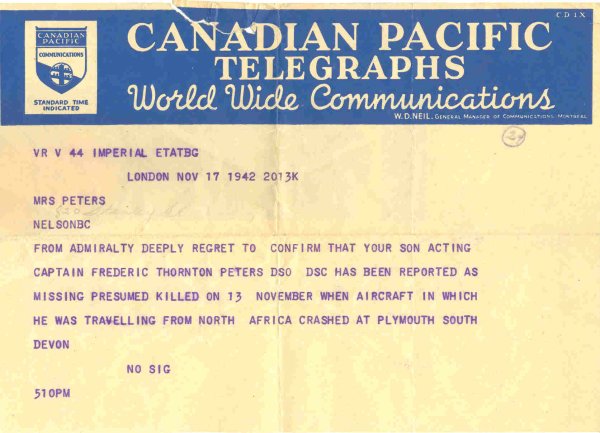 CD1X
CANADIAN
PACIFIC
COMMUNICATIONS
STANDARD TIME
INDICATED
CANADIAN PACIFIC
TELEGRAPHS
World Wide Communications
W.D. NEIL, GENERAL MANAGER OF COMMUNICATIONS, MONTREAL
2
VR V 44 IMPERIAL ETATBG
LONDON NOV 17 1942 2013K
MRS PETERS
NELSONBC
FROM ADMIRALTY DEEPLY REGRET TO CONFIRM THAT YOUR SON ACTING
CAPTAIN FREDERIC THORNTON PETERS DSO DSC HAS BEEN REPORTED AS
MISSING PRESUMED KILLED ON 13 NOVEMBER WHEN AIRCRAFT IN WHICH
HE WAS TRAVELLING FROM NORTH AFRICA CRASHED AT PLYMOUTH SOUTH
DEVON
NO SIG
510PM